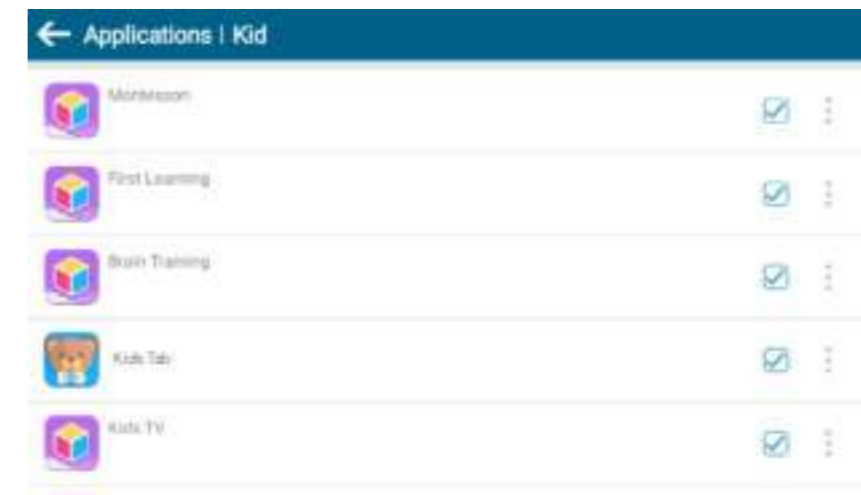 Applications | Kid
Montessori
First Learning
Brain Training
Kids Tab
Kids TV